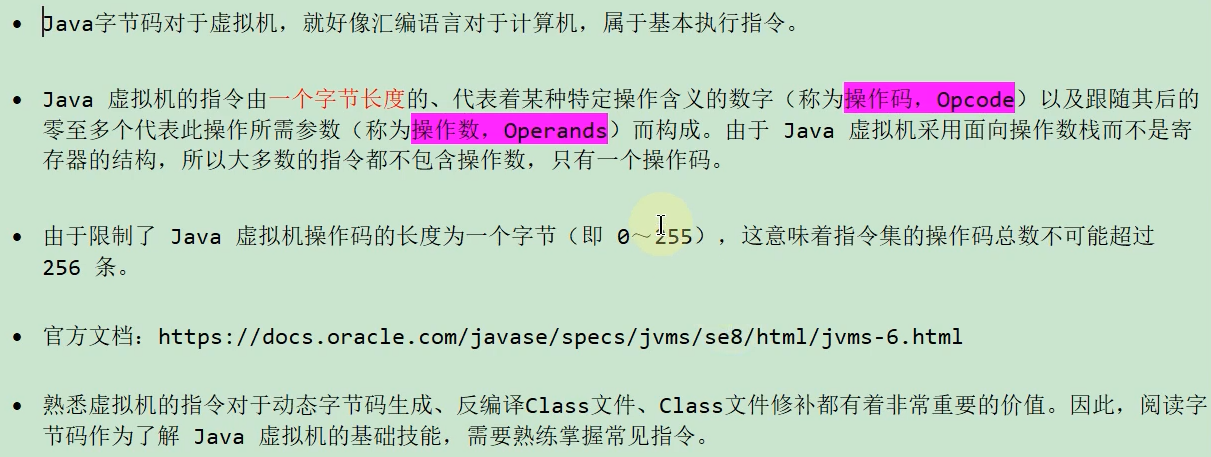 • Java字节码对于虚拟机，就好像汇编语言对于计算机，属于基本执行指令。
• Java 虚拟机的指令由一个字节长度的、代表着某种特定操作含义的数字（称为操作码，Opcode）以及跟随其后的
零至多个代表此操作所需参数（称为操作数，Operands）而构成。由于 Java 虚拟机采用面向操作数栈而不是寄
存器的结构，所以大多数的指令都不包含操作数，只有一个操作码。
• 由于限制了 Java 虚拟机操作码的长度为一个字节（即 0～255），这意味着指令集的操作码总数不可能超过
256 条。
• 官方文档：https://docs.oracle.com/javase/specs/jvms/se8/html/jvms-6.html
• 熟悉虚拟机的指令对于动态字节码生成、反编译Class文件、Class文件修补都有着非常重要的价值。因此，阅读字
节码作为了解 Java 虚拟机的基础技能，需要熟练掌握常见指令。